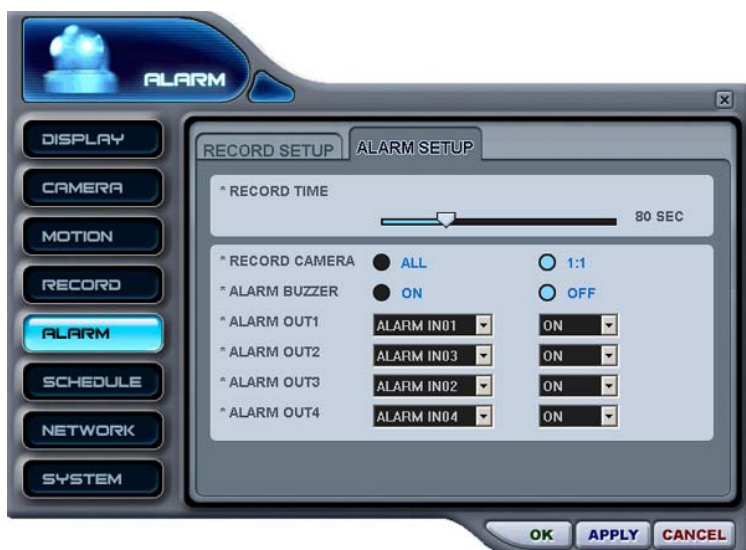 ALARM
DISPLAY
CAMERA
MOTION
RECORD
ALARM
SCHEDULE
NETWORK
SYSTEM
RECORD SETUP ALARM SETUP
* RECORD TIME
80 SEC
* RECORD CAMERA ALL 1:1
* ALARM BUZZER ON OFF
* ALARM OUT1 ALARM IN01 ON
* ALARM OUT2 ALARM IN03 ON
* ALARM OUT3 ALARM IN02 ON
* ALARM OUT4 ALARM IN04 ON
OK APPLY CANCEL